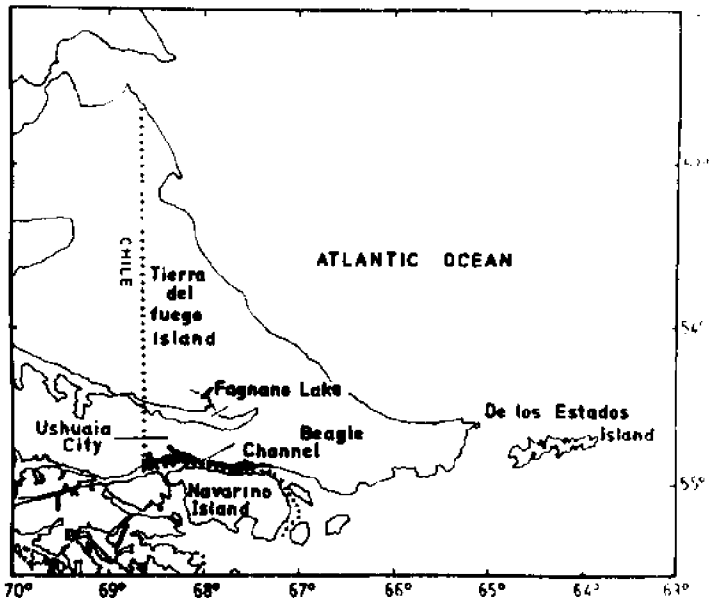 CHILE
ATLANTIC OCEAN
Tierra
del
fuego
Island
54°
Fagnano Lake
De los Estados
Island
Ushuaia
City
Beagle
Channel
55°
Navarino
Island
70° 69° 68° 67° 66° 65° 64° 63°